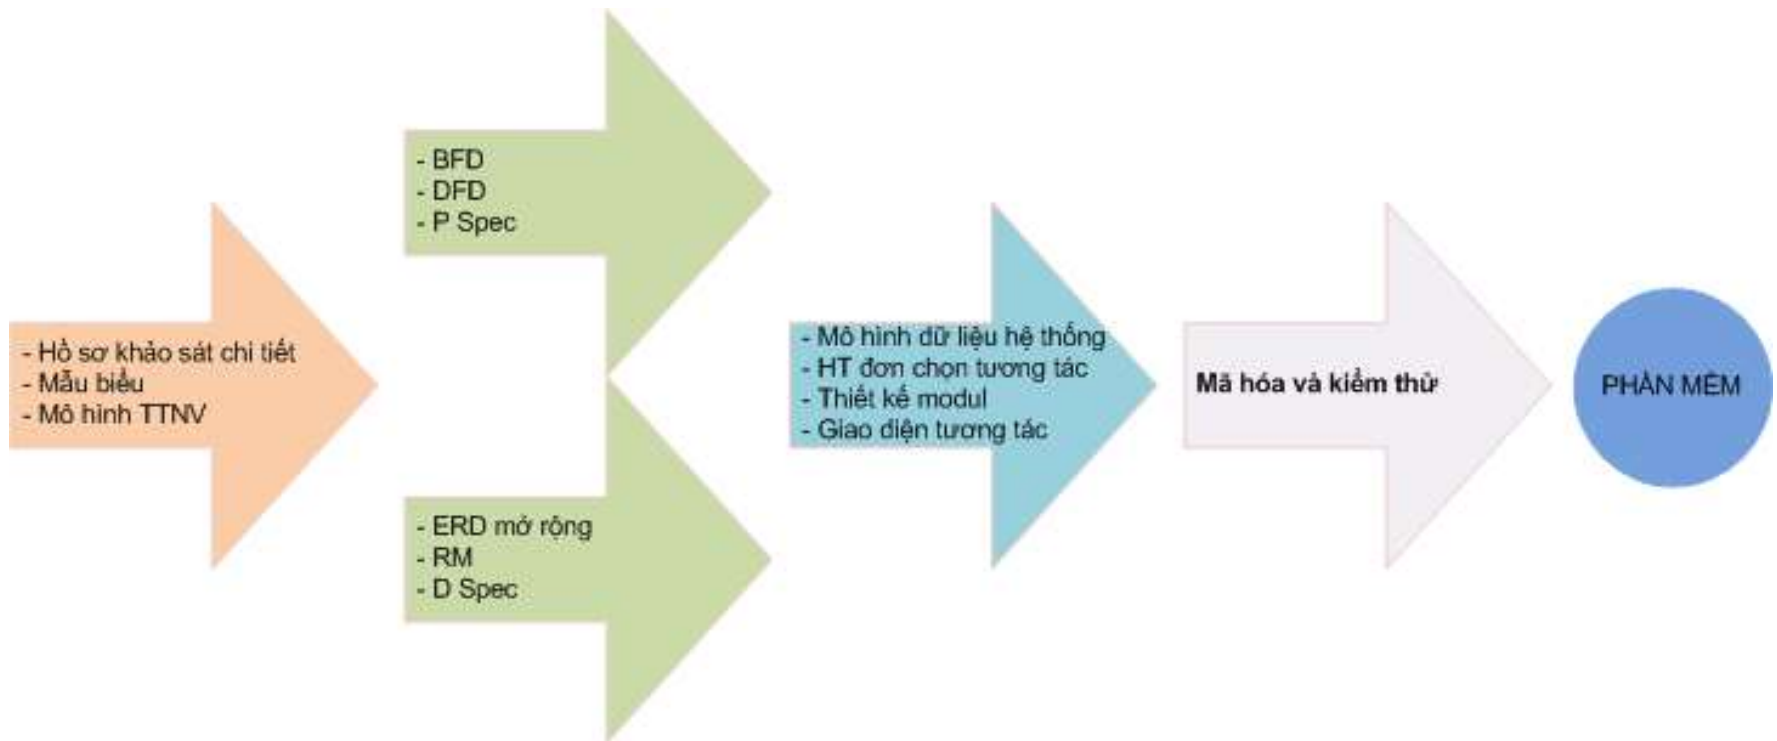 - BFD
- DFD
- P Spec
- Hồ sơ khảo sát chi tiết
- Mẫu biểu
- Mô hình TTNV
- ERD mở rộng
- RM
- D Spec
- Mô hình dữ liệu hệ thống
- HT đơn chọn tương tác
- Thiết kế modul
- Giao diện tương tác
Mã hóa và kiểm thử
PHẦN MỀM